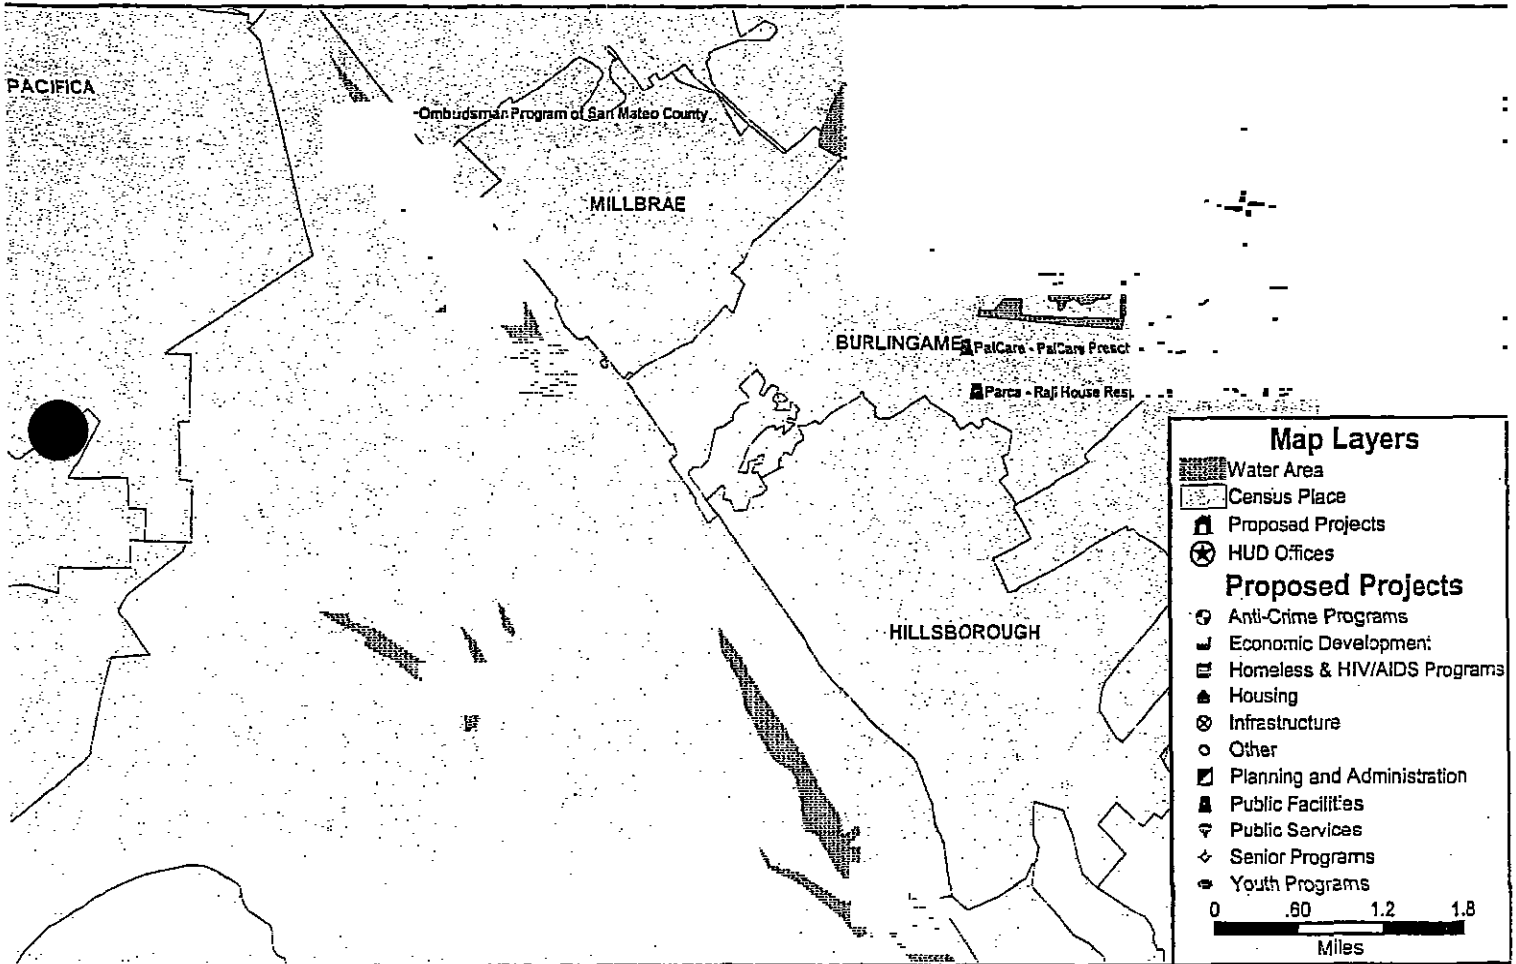 PACIFICA
-Ombudsman Program of San Mateo County
MILLBRAE
BURLINGAME
PalCare - PalCare Presch
Parca - Raji House Resp
HILLSBOROUGH
Map Layers
Water Area
Census Place
Proposed Projects
HUD Offices
Proposed Projects
Anti-Crime Programs
Economic Development
Homeless & HIV/AIDS Programs
Housing
Infrastructure
Other
Planning and Administration
Public Facilities
Public Services
Senior Programs
Youth Programs
0 .60 1.2 1.8
Miles